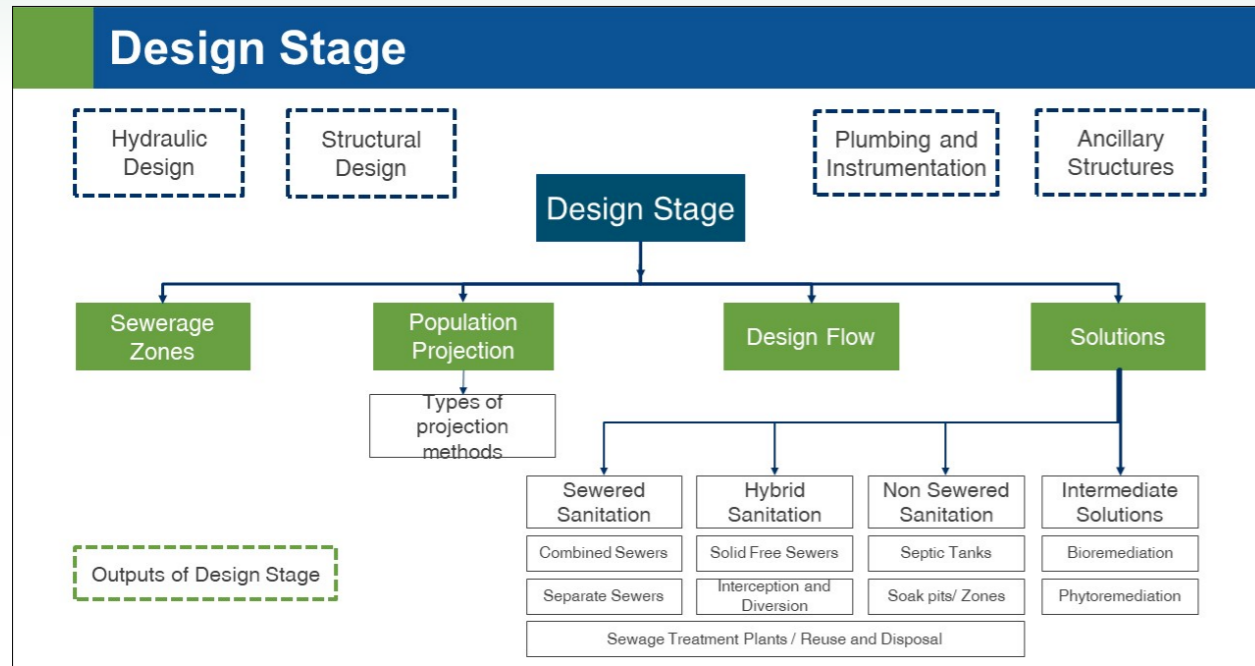 Design Stage
Hydraulic
Design
Structural
Design
Plumbing and
Instrumentation
Ancillary
Structures
Design Stage
Sewerage
Zones
Population
Projection
Design Flow
Solutions
Types of
projection
methods
Sewered
Sanitation
Hybrid
Sanitation
Non Sewered
Sanitation
Intermediate
Solutions
Combined Sewers
Solid Free Sewers
Septic Tanks
Bioremediation
Outputs of Design Stage
Separate Sewers
Interception and
Diversion
Soak pits/ Zones
Phytoremediation
Sewage Treatment Plants / Reuse and Disposal